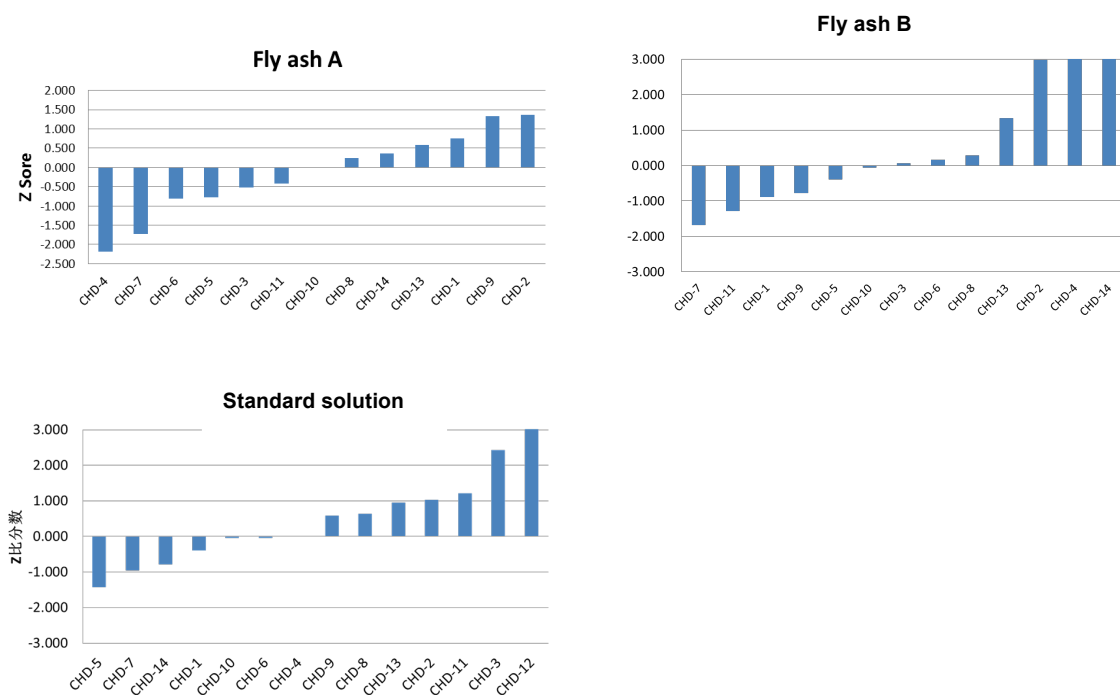 Fly ash A
Z Sore
2.000
1.500
1.000
0.500
0.000
-0.500
-1.000
-1.500
-2.000
-2.500
CHD-4
CHD-7
CHD-6
CHD-5
CHD-3
CHD-11
CHD-10
CHD-8
CHD-14
CHD-13
CHD-1
CHD-9
CHD-2
Fly ash B
3.000
2.000
1.000
0.000
-1.000
-2.000
-3.000
CHD-7
CHD-11
CHD-1
CHD-9
CHD-5
CHD-10
CHD-3
CHD-6
CHD-8
CHD-13
CHD-2
CHD-4
CHD-14
Standard solution
z比分数
3.000
2.000
1.000
0.000
-1.000
-2.000
-3.000
CHD-5
CHD-7
CHD-14
CHD-1
CHD-10
CHD-6
CHD-4
CHD-9
CHD-8
CHD-13
CHD-2
CHD-11
CHD-3
CHD-12